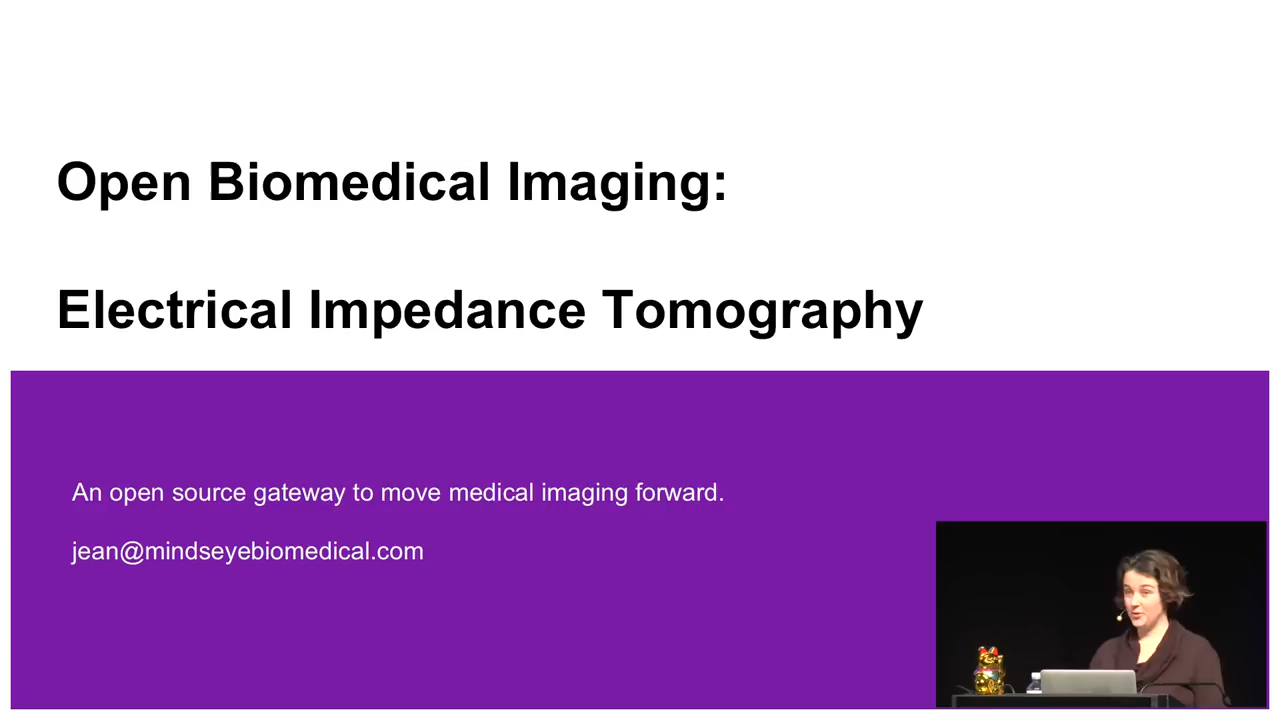 Open Biomedical Imaging:
Electrical Impedance Tomography
An open source gateway to move medical imaging forward.
jean@mindseyebiomedical.com